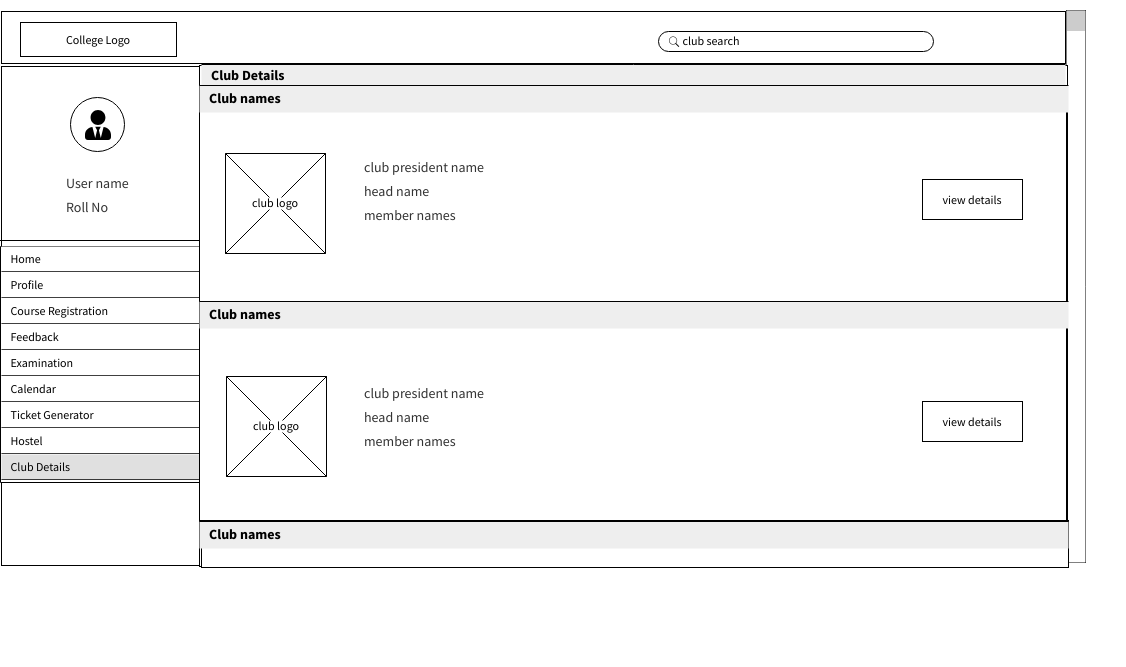 College Logo
club search
User name
Roll No
Home
Profile
Course Registration
Feedback
Examination
Calendar
Ticket Generator
Hostel
Club Details
Club Details
Club names
club logo
club president name
head name
member names
view details
Club names
club logo
club president name
head name
member names
view details
Club names